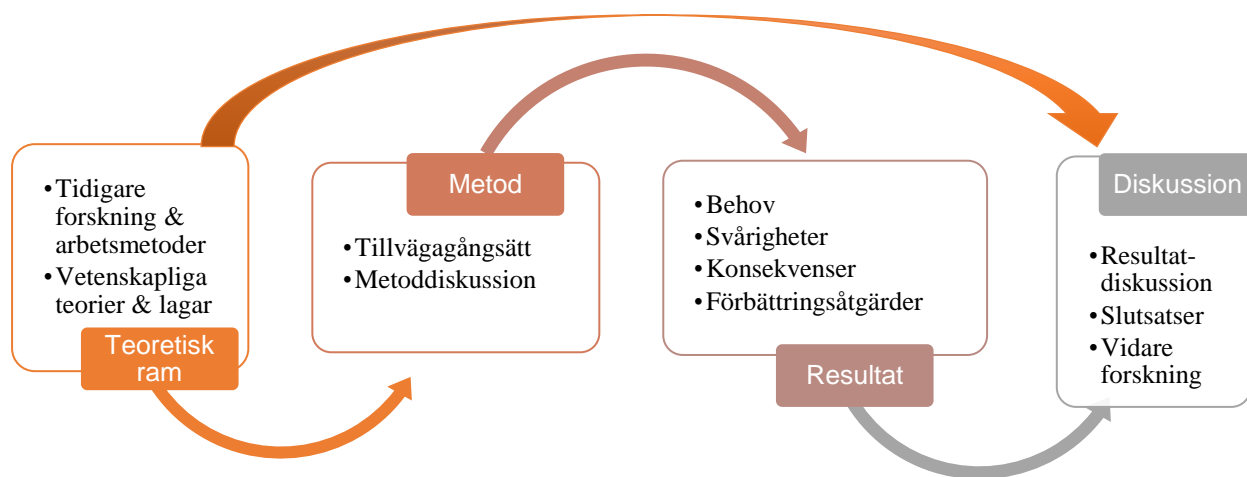 •Tidigare
forskning &
arbetsmetoder
•Vetenskapliga
teorier & lagar
Teoretisk
ram
Metod
•Tillvägagångsätt
•Metoddiskussion
•Behov
•Svårigheter
•Konsekvenser
•Förbättringsåtgärder
Resultat
Diskussion
•Resultat-
diskussion
•Slutsatser
•Vidare
forskning